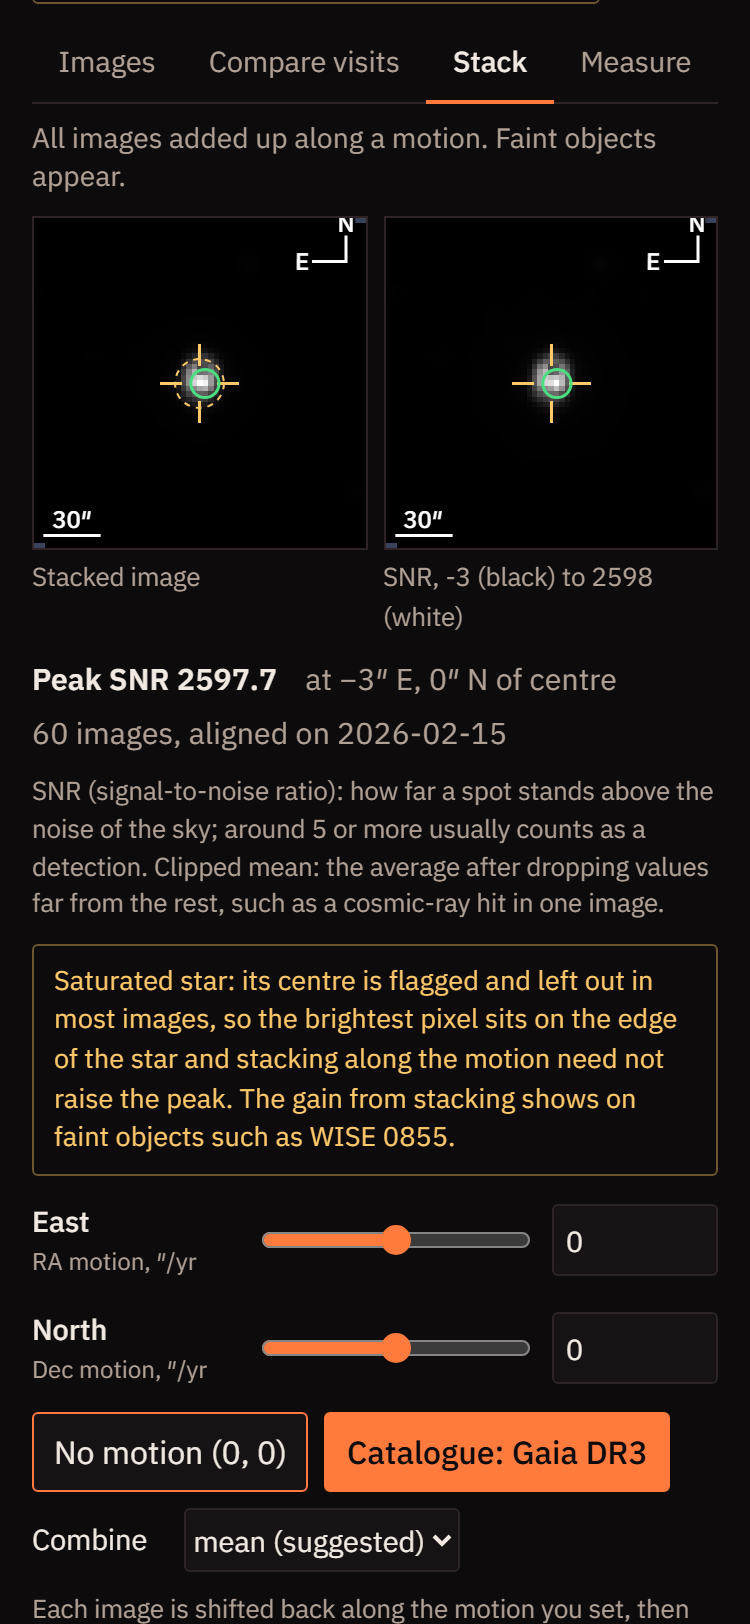 Images Compare visits Stack Measure
All images added up along a motion. Faint objects
appear.
N
E
30″
N
E
30″
Stacked image
SNR, -3 (black) to 2598
(white)
Peak SNR 2597.7 at −3″ E, 0″ N of centre
60 images, aligned on 2026-02-15
SNR (signal-to-noise ratio): how far a spot stands above the
noise of the sky; around 5 or more usually counts as a
detection. Clipped mean: the average after dropping values
far from the rest, such as a cosmic-ray hit in one image.
Saturated star: its centre is flagged and left out in
most images, so the brightest pixel sits on the edge
of the star and stacking along the motion need not
raise the peak. The gain from stacking shows on
faint objects such as WISE 0855.
East
RA motion, ″/yr
0
North
Dec motion, ″/yr
0
No motion (0, 0) Catalogue: Gaia DR3
Combine mean (suggested)
Each image is shifted back along the motion you set, then